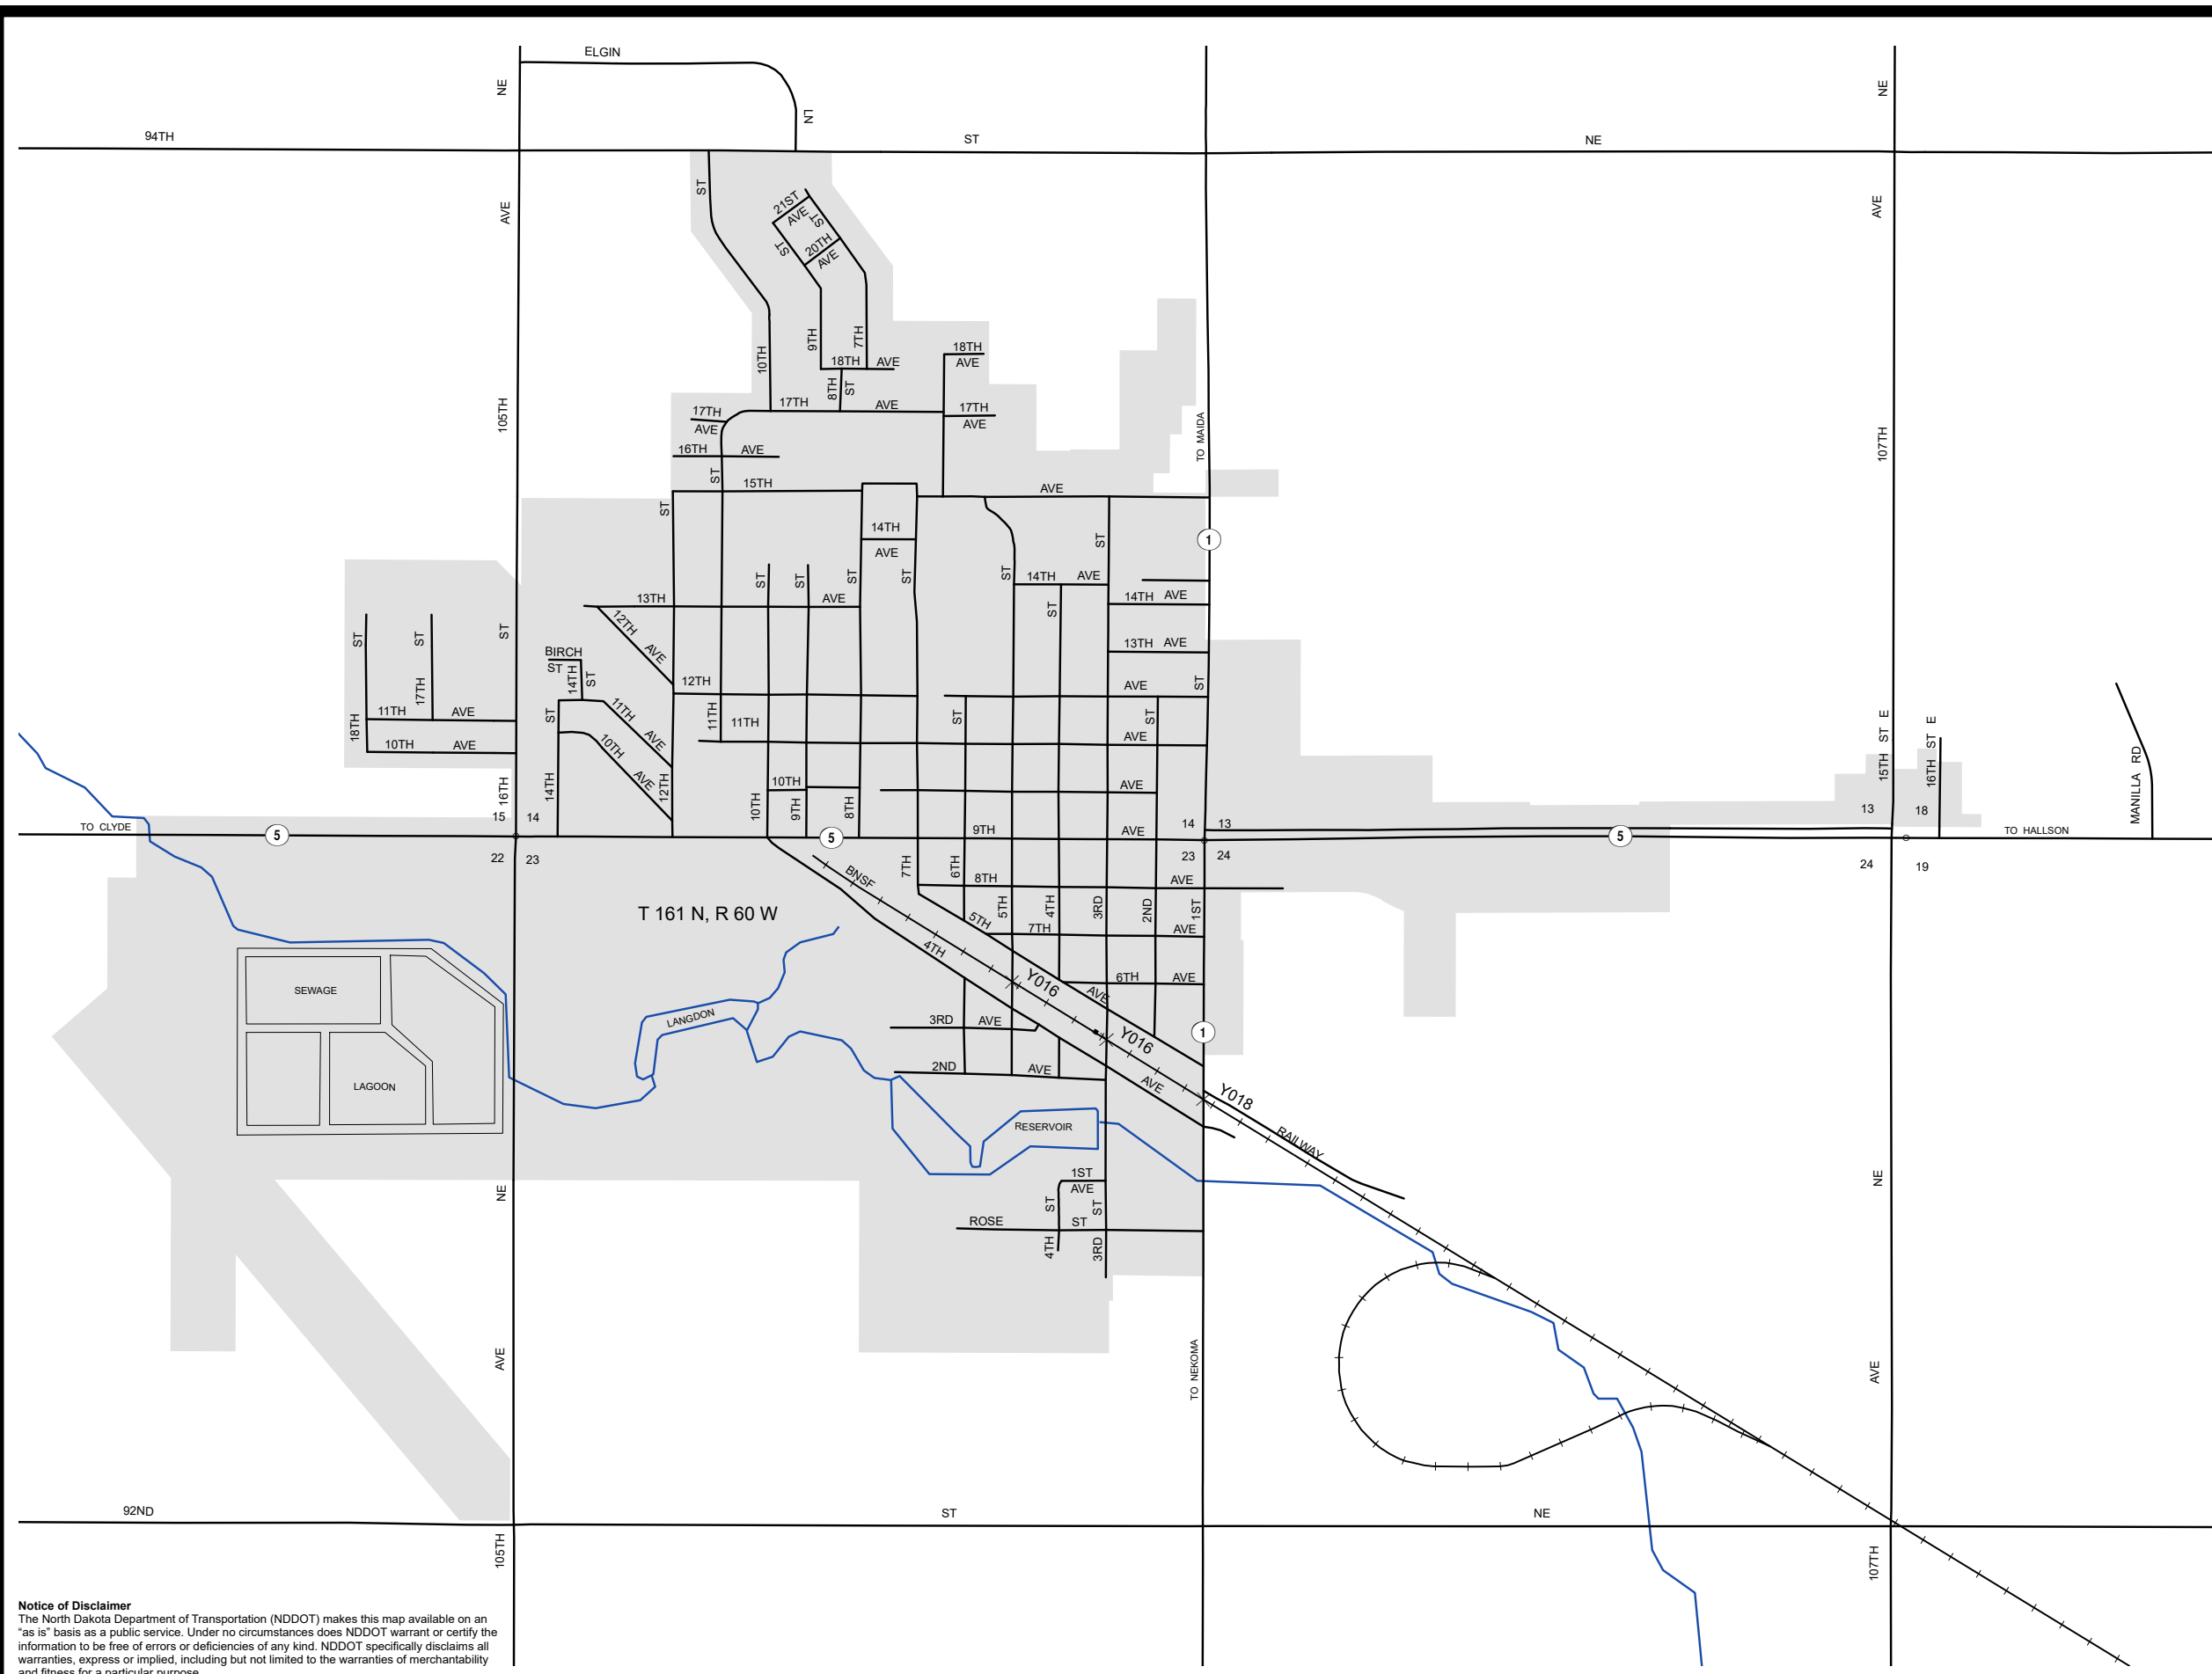 ELGIN
NE
NE
LN
94TH
ST
NE
ST
21ST
AVE
ST
AVE
AVE
20TH
AVE
ST
10TH
9TH
7TH
18TH AVE
18TH
AVE
8TH
ST
105TH
17TH AVE
17TH
AVE
17TH
AVE
TO MAIDA
107TH
16TH AVE
ST
15TH
AVE
ST
14TH
AVE
ST
1
ST
ST
ST
ST
ST
14TH AVE
13TH
AVE
ST
14TH AVE
12TH
AVE
ST
ST
ST
13TH AVE
BIRCH
ST
14TH
ST
12TH
AVE
ST
17TH
11TH AVE
18TH
10TH AVE
ST
11TH
AVE
10TH
AVE
11TH
11TH
AVE
ST
ST
15TH ST E
16TH ST E
MANILLA RD
16TH
14TH
12TH
10TH
10TH
9TH
8TH
AVE
15 14
14 13
13 18
TO CLYDE
5
5
9TH
AVE
5
TO HALLSON
22 23
23 24
24 19
BNSF
7TH
6TH
8TH
AVE
T 161 N, R 60 W
5TH
5TH
4TH
3RD
2ND
1ST
4TH
7TH
AVE
6TH
AVE
SEWAGE
Y016
AVE
LANGDON
3RD AVE
Y016
1
LAGOON
2ND
AVE
AVE
Y018
RESERVOIR
RAILWAY
1ST
AVE
NE
ST
ST
NE
ROSE
ST
4TH
3RD
AVE
TO NEKOMA
AVE
92ND
ST
NE
105TH
107TH
Notice of Disclaimer
The North Dakota Department of Transportation (NDDOT) makes this map available on an
“as is” basis as a public service. Under no circumstances does NDDOT warrant or certify the
information to be free of errors or deficiencies of any kind. NDDOT specifically disclaims all
warranties, express or implied, including but not limited to the warranties of merchantability
and fitness for a particular purpose.